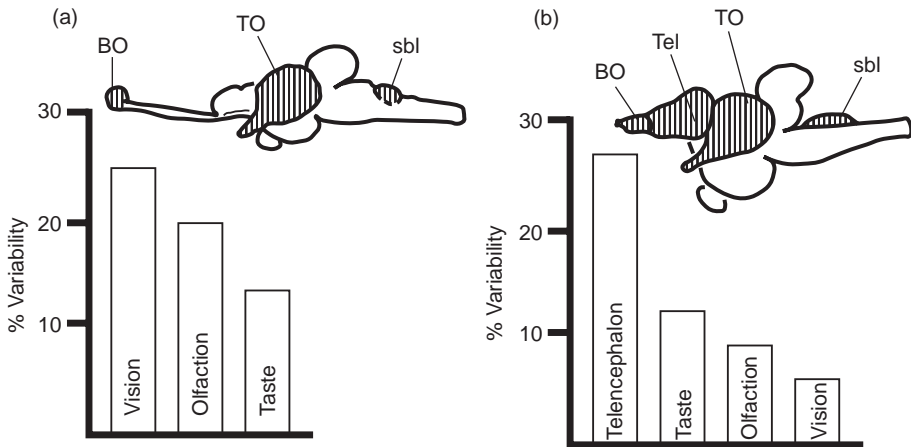 (a)
TO
BO
sbl
30
20
10
% Variability
Vision
Olfaction
Taste
(b)
TO
Tel
BO
sbl
30
20
10
% Variability
Telencephalon
Taste
Olfaction
Vision